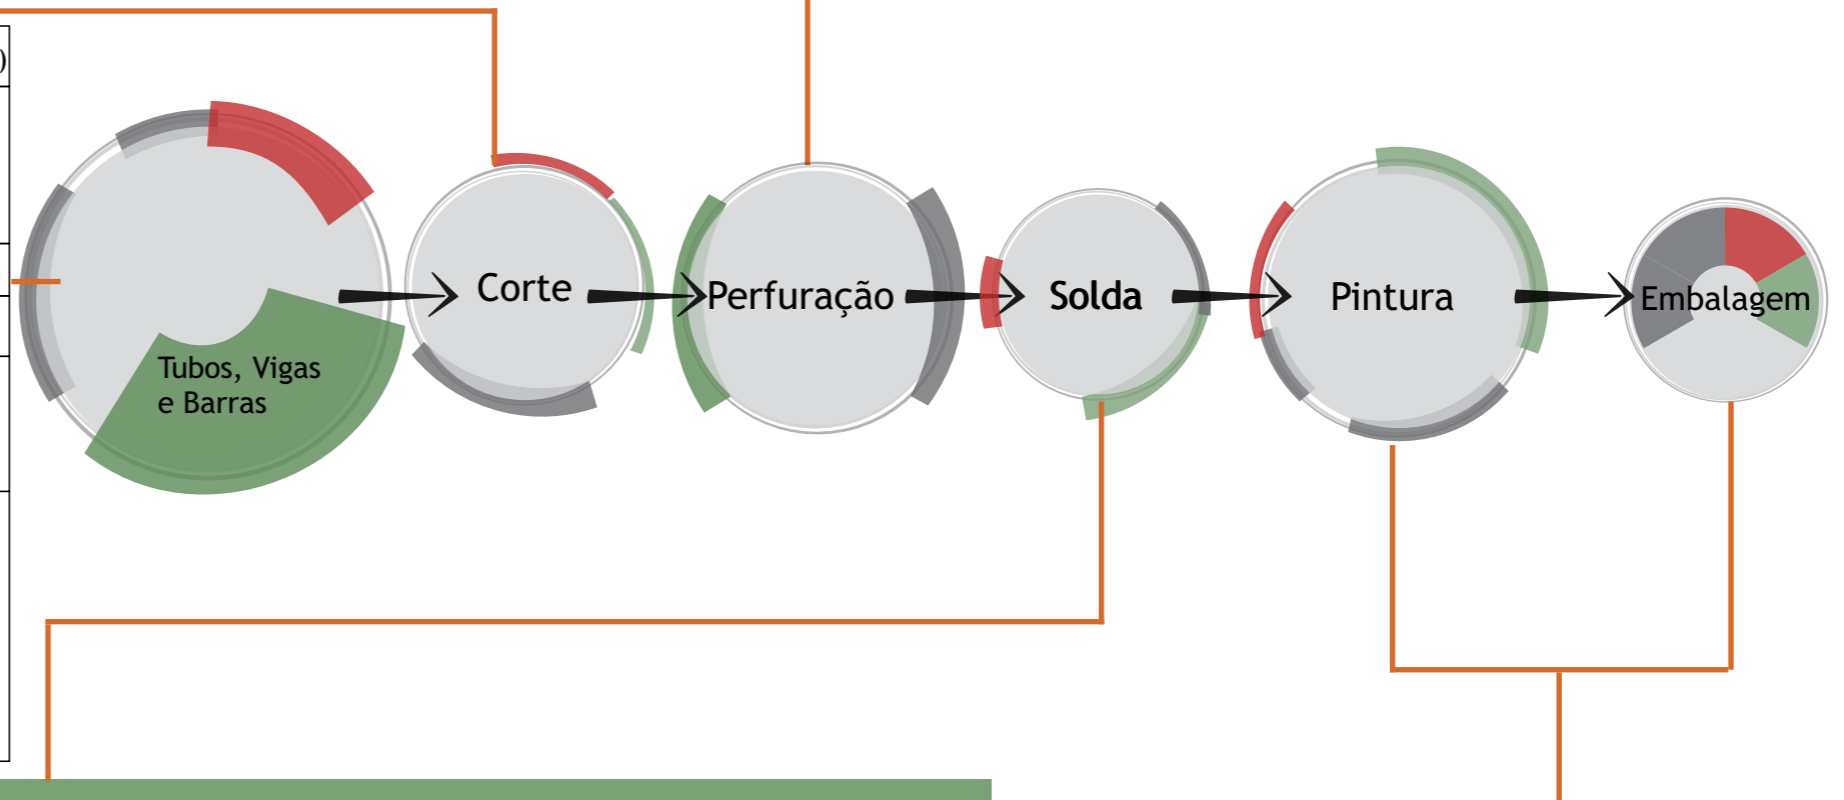 )
Tubos, Vigas
e Barras
Corte
Perfuração
Solda
Pintura
Embalagem